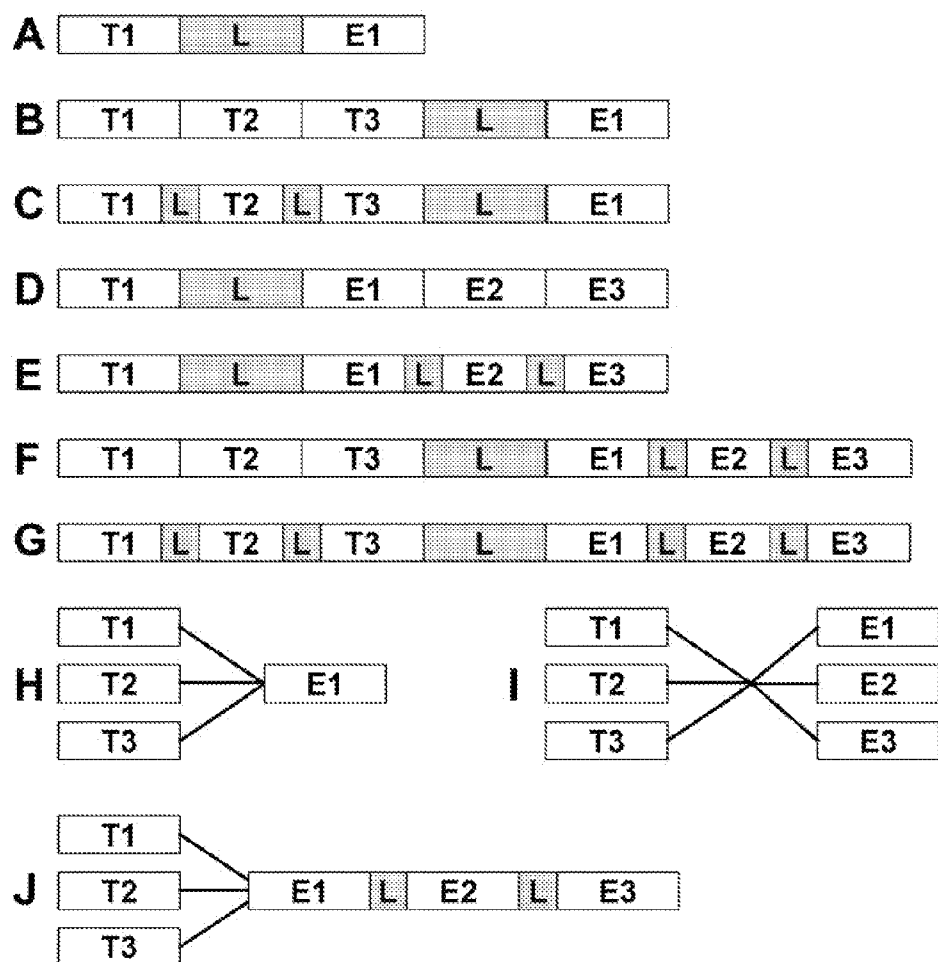 A T1 L E1
B T1 T2 T3 L E1
C T1 L T2 L T3 L E1
D T1 L E1 E2 E3
E T1 L E1 L E2 L E3
F T1 T2 T3 L E1 L E2 L E3
G T1 L T2 L T3 L E1 L E2 L E3
T1 T1 E1
H T2 E1 I T2 E2
T3 T3 E3
T1
J T2 E1 L E2 L E3
T3